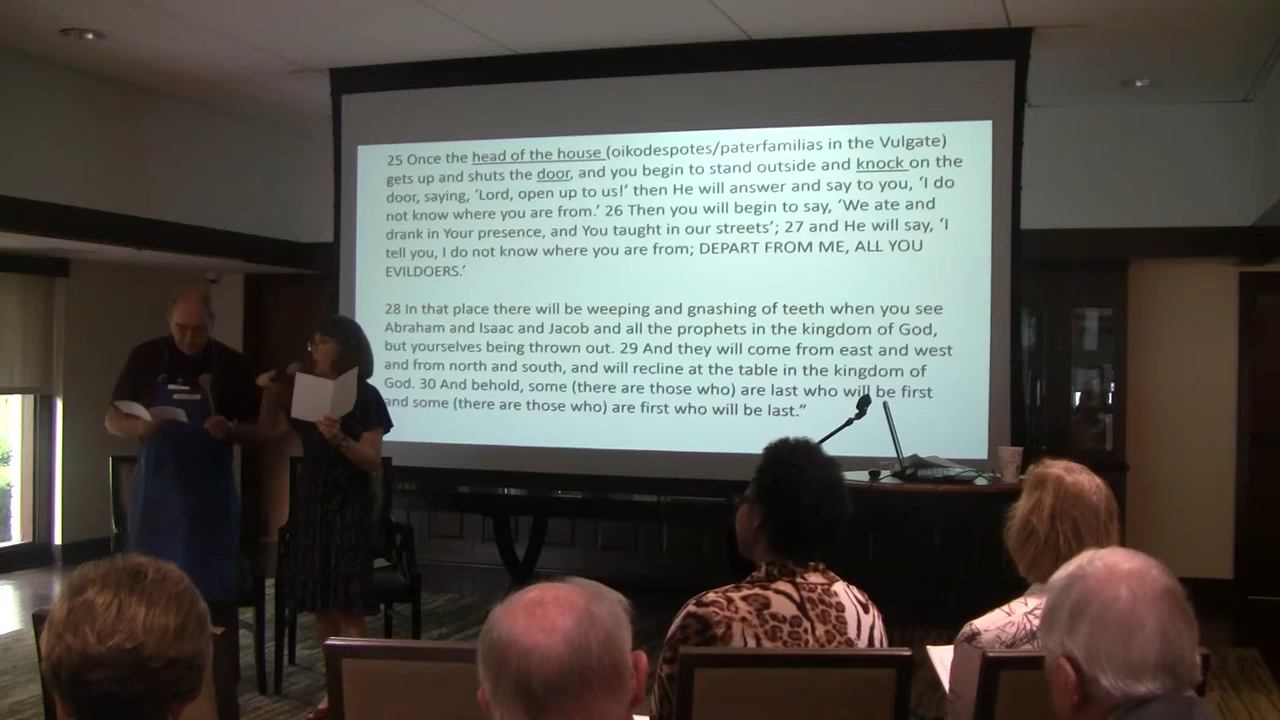 25 Once the head of the house (oikodespotes/paterfamilias in the Vulgate)
gets up and shuts the door, and you begin to stand outside and knock on the
door, saying, ‘Lord, open up to us!’ then He will answer and say to you, ‘I do
not know where you are from.’ 26 Then you will begin to say, ‘We ate and
drank in Your presence, and You taught in our streets’; 27 and He will say, ‘I
tell you, I do not know where you are from; DEPART FROM ME, ALL YOU
EVILDOERS.’
28 In that place there will be weeping and gnashing of teeth when you see
Abraham and Isaac and Jacob and all the prophets in the kingdom of God,
but yourselves being thrown out. 29 And they will come from east and west
and from north and south, and will recline at the table in the kingdom of
God. 30 And behold, some (there are those who) are last who will be first
and some (there are those who) are first who will be last.”